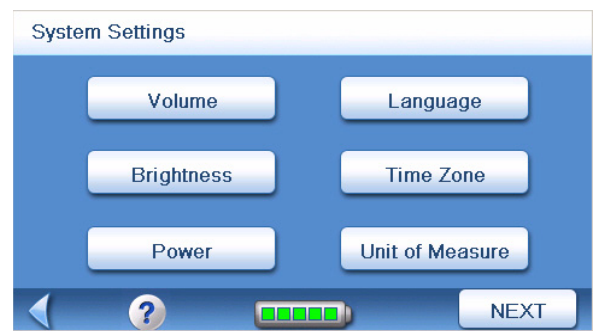 System Settings
Volume
Language
Brightness
Time Zone
Power
Unit of Measure
?
NEXT